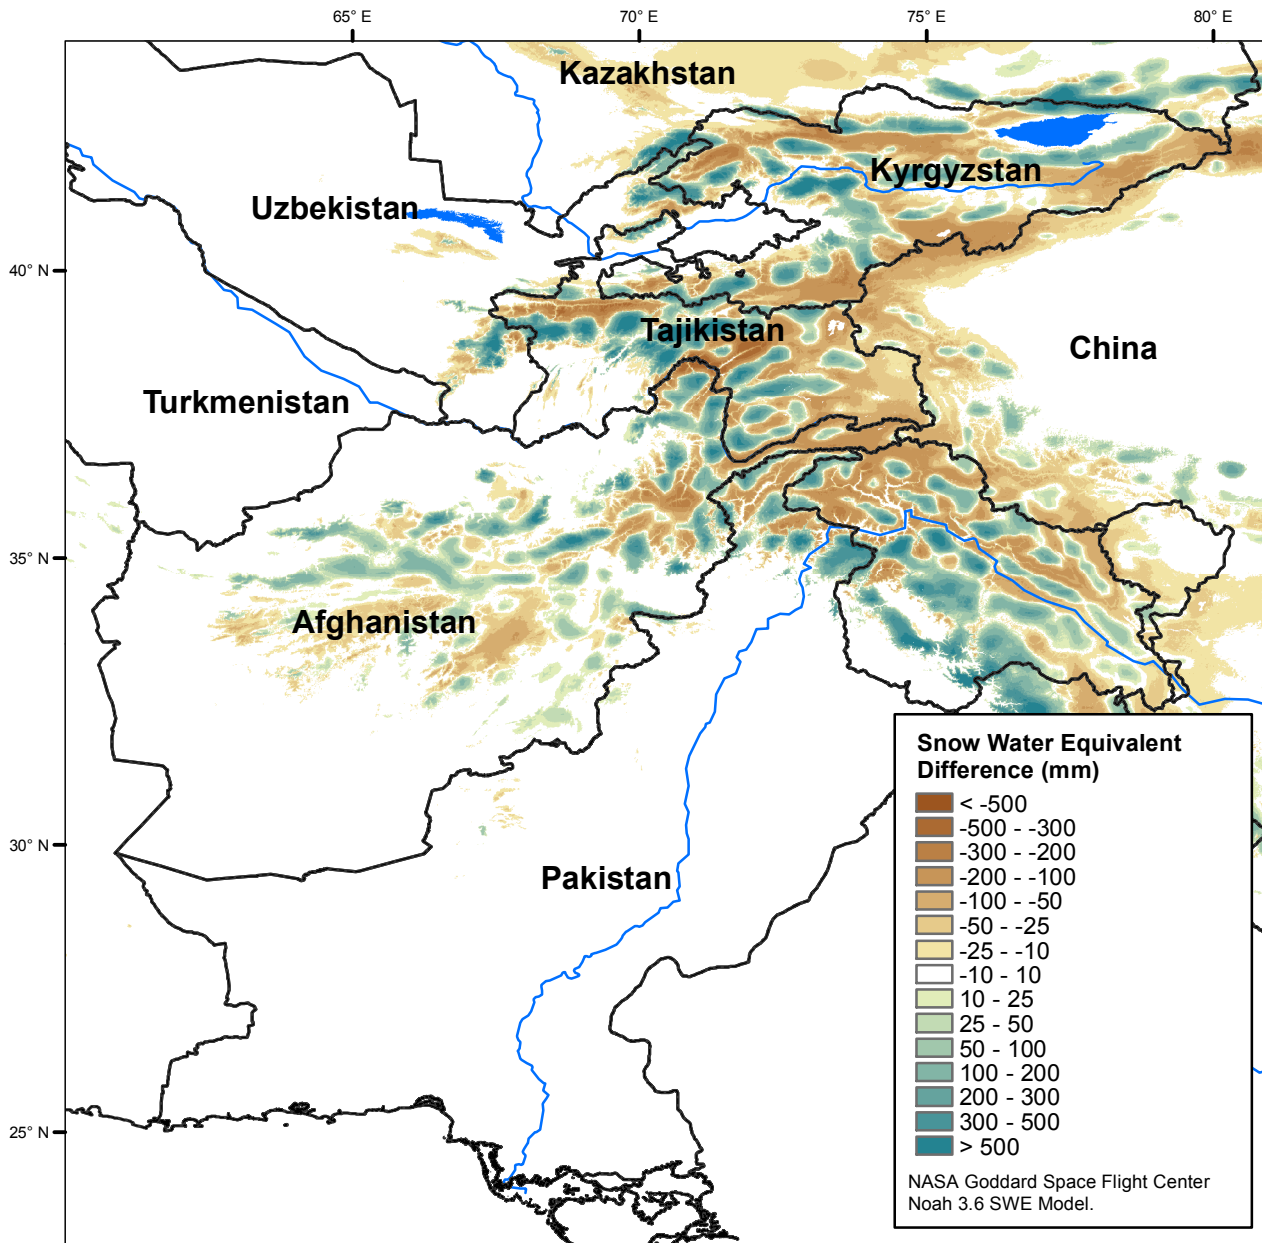 65° E
70° E
75° E
80° E
Kazakhstan
Kyrgyzstan
Uzbekistan
40° N
Tajikistan
China
Turkmenistan
35° N
Afghanistan
Snow Water Equivalent
Difference (mm)
< -500
-500 - -300
-300 - -200
-200 - -100
-100 - -50
-50 - -25
-25 - -10
-10 - 10
10 - 25
25 - 50
50 - 100
100 - 200
200 - 300
300 - 500
> 500
NASA Goddard Space Flight Center
Noah 3.6 SWE Model.
30° N
Pakistan
25° N